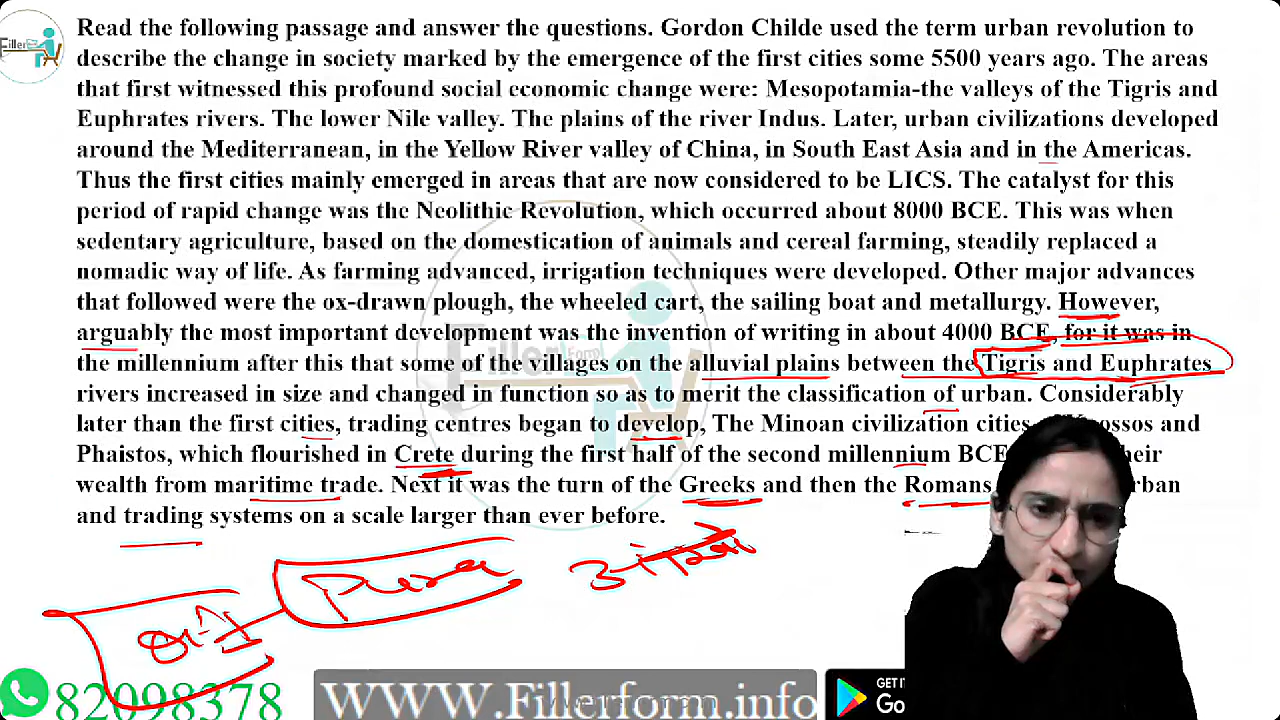 Read the following passage and answer the questions. Gordon Childe used the term urban revolution to
describe the change in society marked by the emergence of the first cities some 5500 years ago. The areas
that first witnessed this profound social economic change were: Mesopotamia-the valleys of the Tigris and
Euphrates rivers. The lower Nile valley. The plains of the river Indus. Later, urban civilizations developed
around the Mediterranean, in the Yellow River valley of China, in South East Asia and in the Americas.
Thus the first cities mainly emerged in areas that are now considered to be LICS. The catalyst for this
period of rapid change was the Neolithic Revolution, which occurred about 8000 BCE. This was when
sedentary agriculture, based on the domestication of animals and cereal farming, steadily replaced a
nomadic way of life. As farming advanced, irrigation techniques were developed. Other major advances
that followed were the ox-drawn plough, the wheeled cart, the sailing boat and metallurgy. However,
arguably the most important development was the invention of writing in about 4000 BCE, for it was in
the millennium after this that some of the villages on the alluvial plains between the Tigris and Euphrates
rivers increased in size and changed in function so as to merit the classification of urban. Considerably
later than the first cities, trading centres began to develop, The Minoan civilization cities and
Phaistos, which flourished in Crete during the first half of the second millennium BCE
wealth from maritime trade. Next it was the turn of the Greeks and then the Romans
and trading systems on a scale larger than ever before.
Filler Form
82098378
WWW.Fillerform.info
GET I
Go